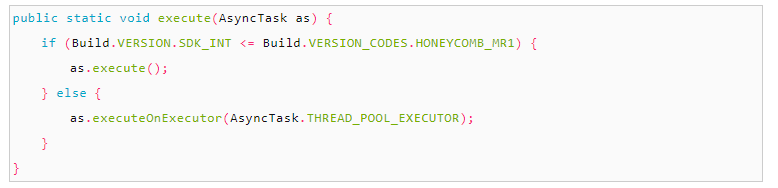 public static void execute(AsyncTask as) {
    if (Build.VERSION.SDK_INT <= Build.VERSION_CODES.HONEYCOMB_MR1) {
        as.execute();
    } else {
        as.executeOnExecutor(AsyncTask.THREAD_POOL_EXECUTOR);
    }
}